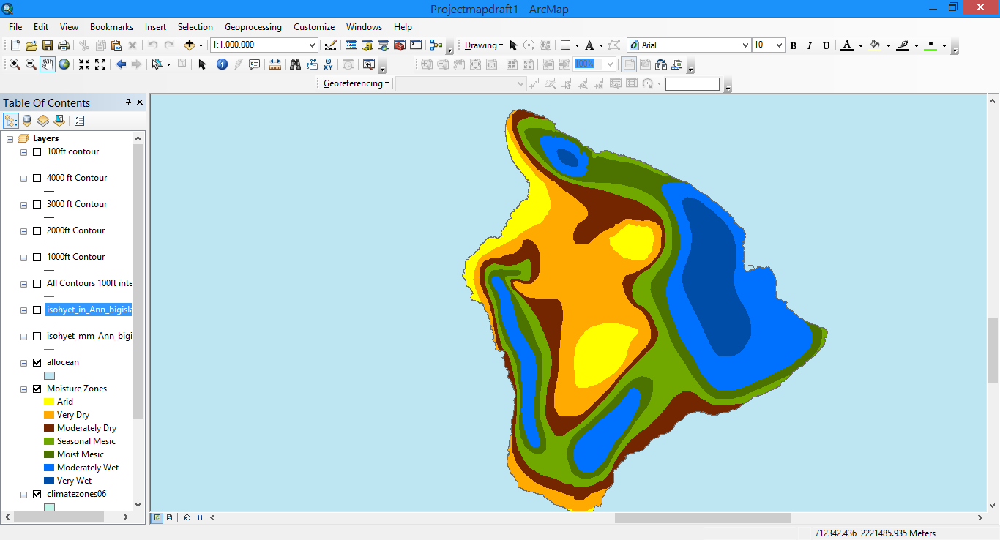 Projectmapdraft1 - ArcMap
File Edit View Bookmarks Insert Selection Geoprocessing Customize Windows Help
1:1,000,000 Drawing A Arial 10 B I U A
100%
Georeferencing
Table Of Contents
Layers
100ft contour
4000 ft Contour
3000 ft Contour
2000ft Contour
1000ft Contour
All Contours 100ft inte
isohyet_in_Ann_bigisla
isohyet_mm_Ann_bigi
allocean
Moisture Zones
Arid
Very Dry
Moderately Dry
Seasonal Mesic
Moist Mesic
Moderately Wet
Very Wet
climatezones06
712342.436 2221485.935 Meters